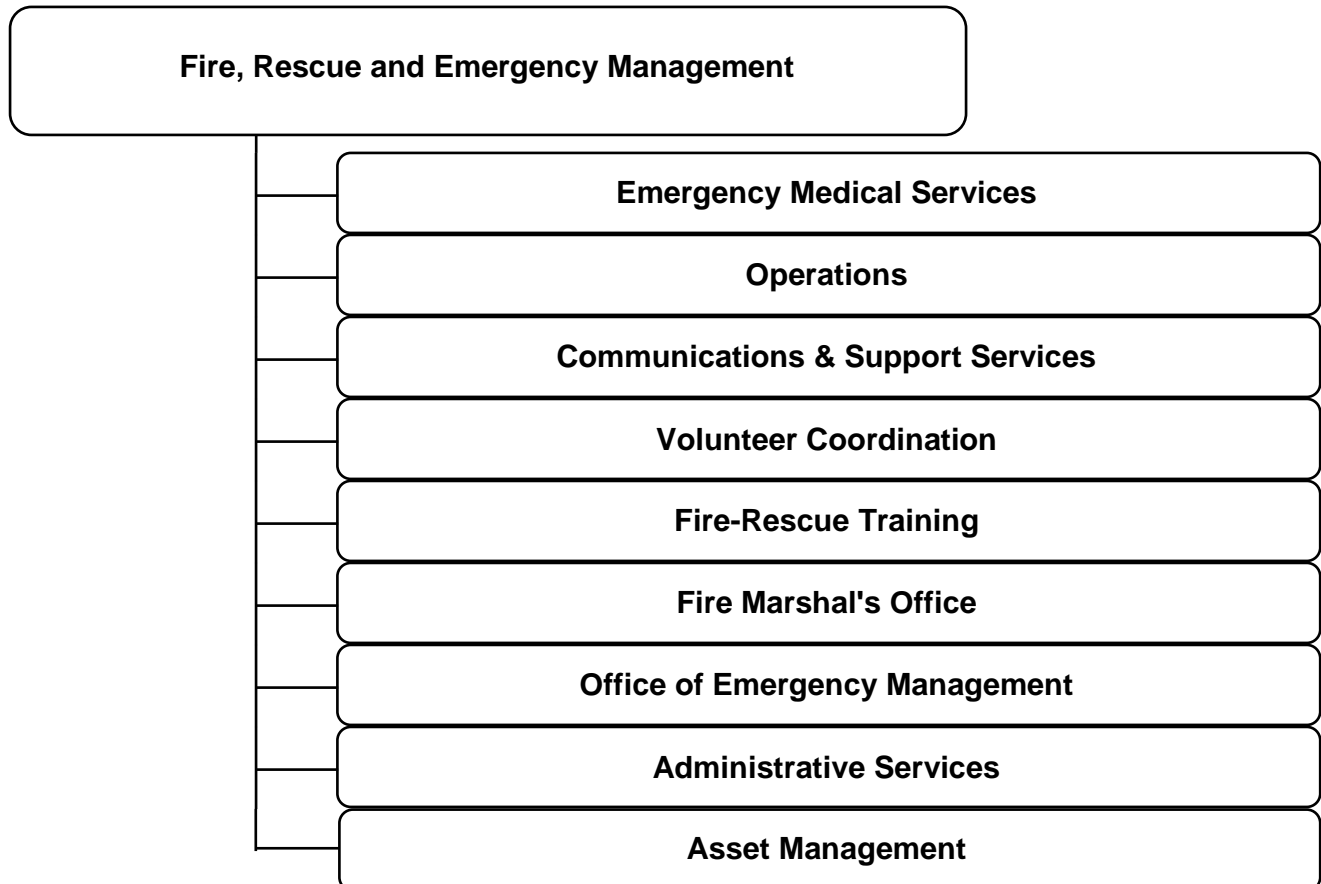 Fire, Rescue and Emergency Management
Emergency Medical Services
Operations
Communications & Support Services
Volunteer Coordination
Fire-Rescue Training
Fire Marshal's Office
Office of Emergency Management
Administrative Services
Asset Management